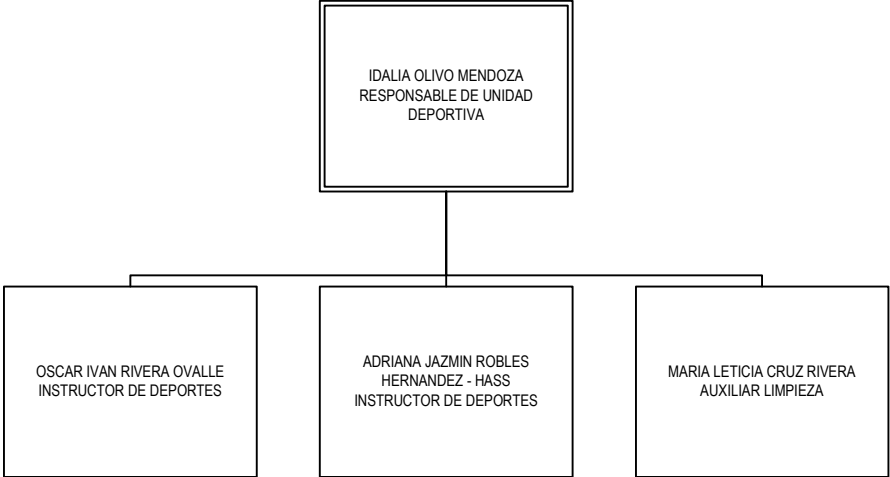 IDALIA OLIVO MENDOZA
RESPONSABLE DE UNIDAD
DEPORTIVA
OSCAR IVAN RIVERA OVALLE
INSTRUCTOR DE DEPORTES
ADRIANA JAZMIN ROBLES
HERNANDEZ - HASS
INSTRUCTOR DE DEPORTES
MARIA LETICIA CRUZ RIVERA
AUXILIAR LIMPIEZA